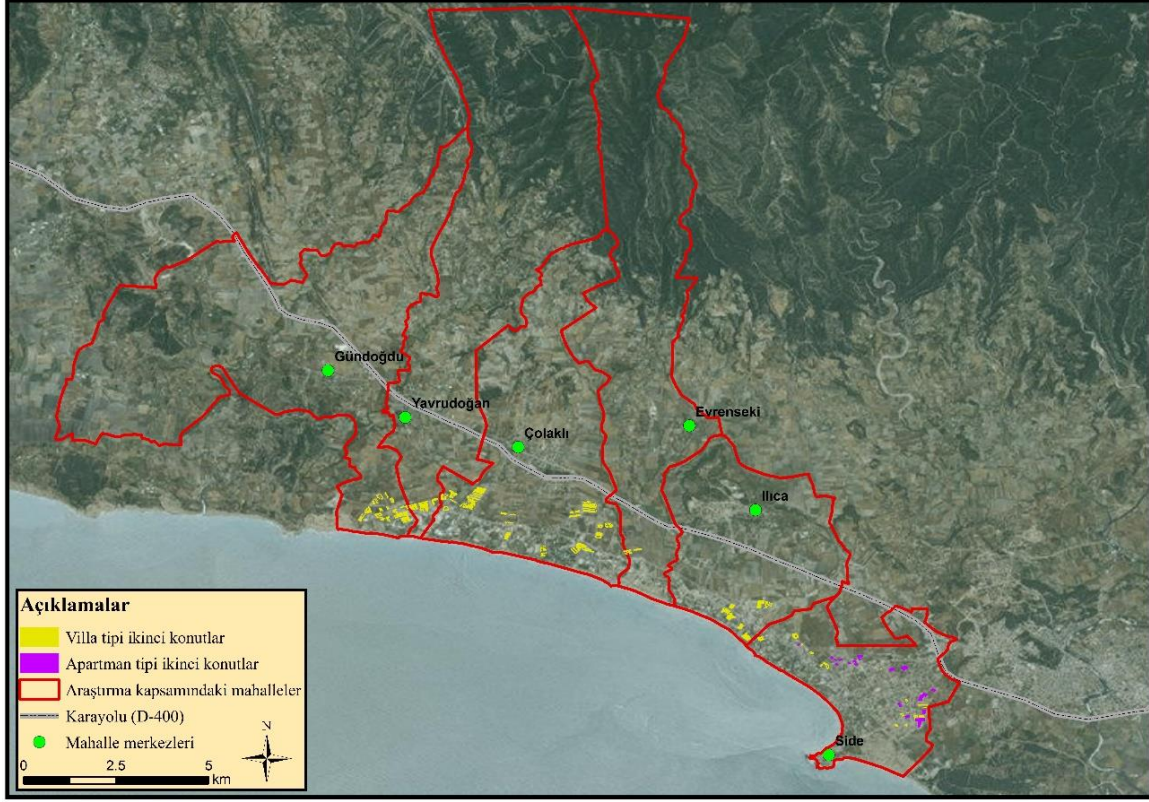 Gündoğdu
Yavrudoğan
Çolaklı
Evrenseki
Ilıca
Side
Açıklamalar
Villa tipi ikinci konutlar
Apartman tipi ikinci konutlar
Araştırma kapsamındaki mahalleler
Karayolu (D-400)
Mahalle merkezleri
N
0 2.5 5
km